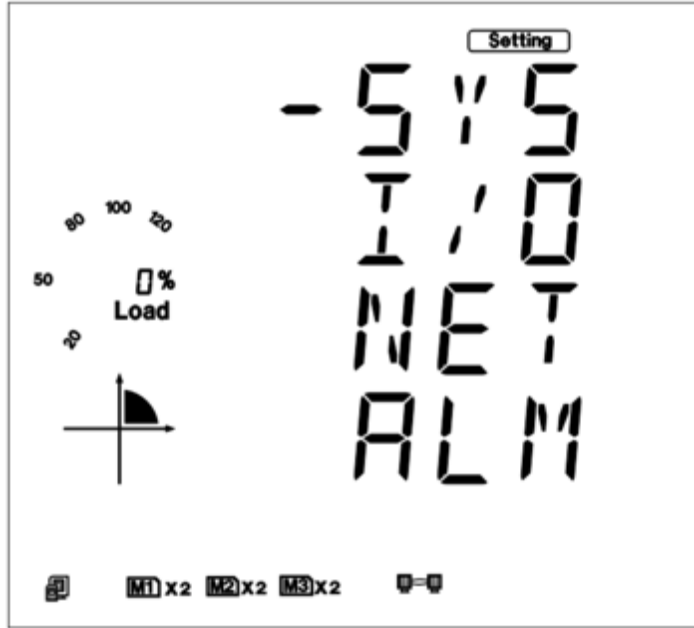 Setting
- SYS
I/O
80 100 120
50 0%
Load
20
NET
ALM
M1 X2 M2 X2 M3 X2